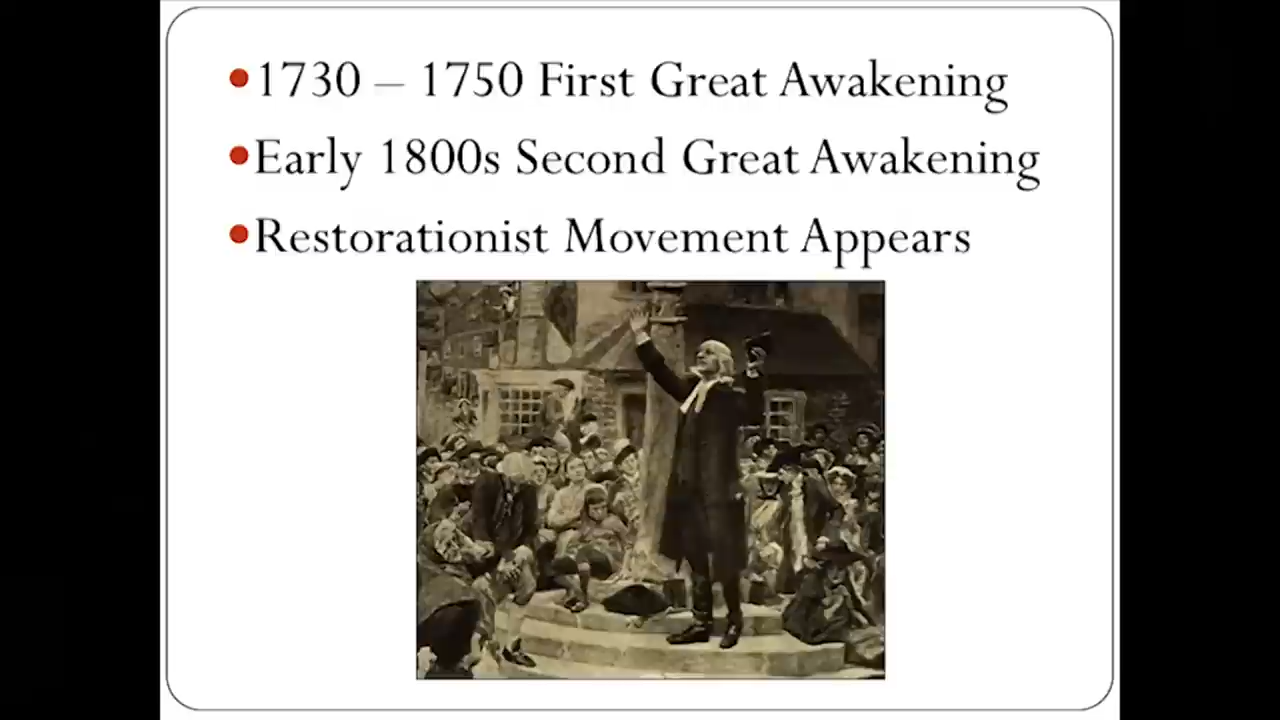 •1730 – 1750 First Great Awakening
•Early 1800s Second Great Awakening
•Restorationist Movement Appears